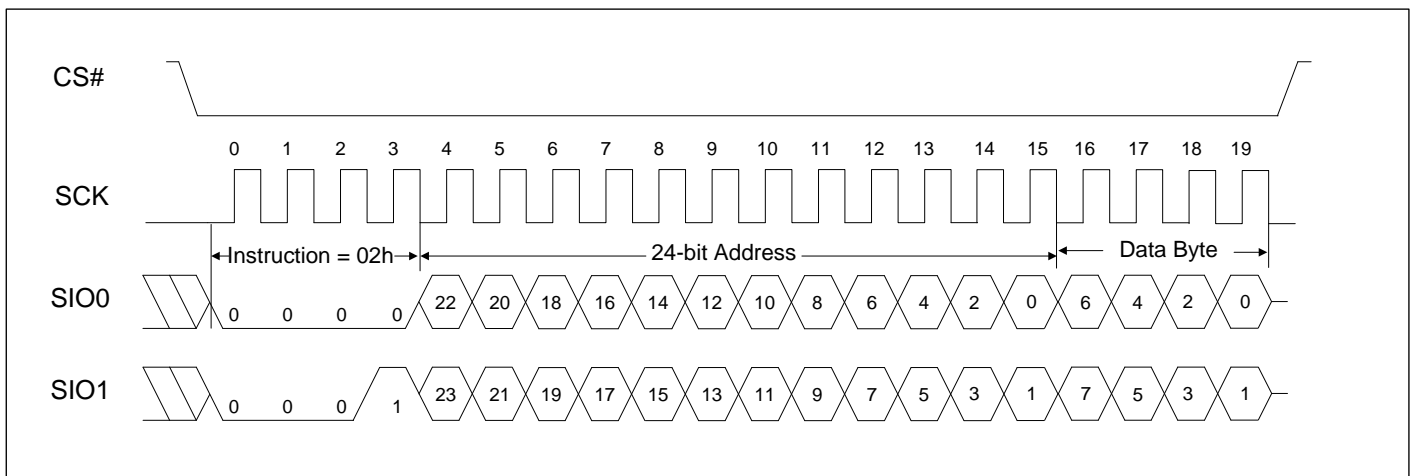 CS#
0 1 2 3 4 5 6 7 8 9 10 11 12 13 14 15 16 17 18 19
SCK
Instruction = 02h 24-bit Address Data Byte
SIO0 0 0 0 0 22 20 18 16 14 12 10 8 6 4 2 0 6 4 2 0
SIO1 0 0 0 1 23 21 19 17 15 13 11 9 7 5 3 1 7 5 3 1